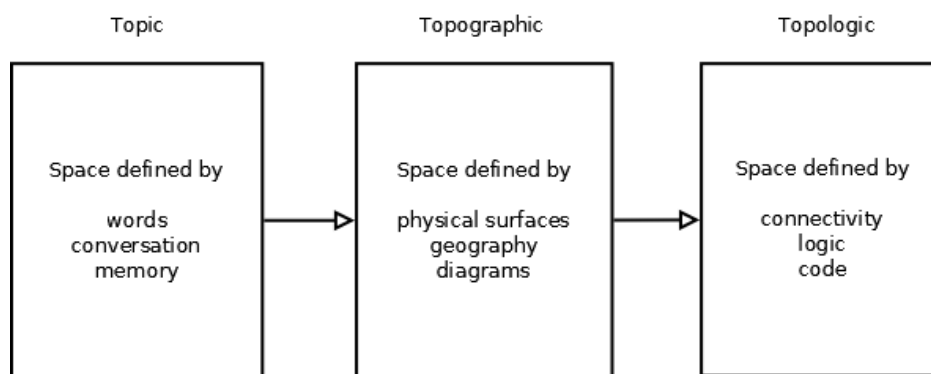 Topic
Topographic
Topologic
Space defined by
words
conversation
memory
Space defined by
physical surfaces
geography
diagrams
Space defined by
connectivity
logic
code